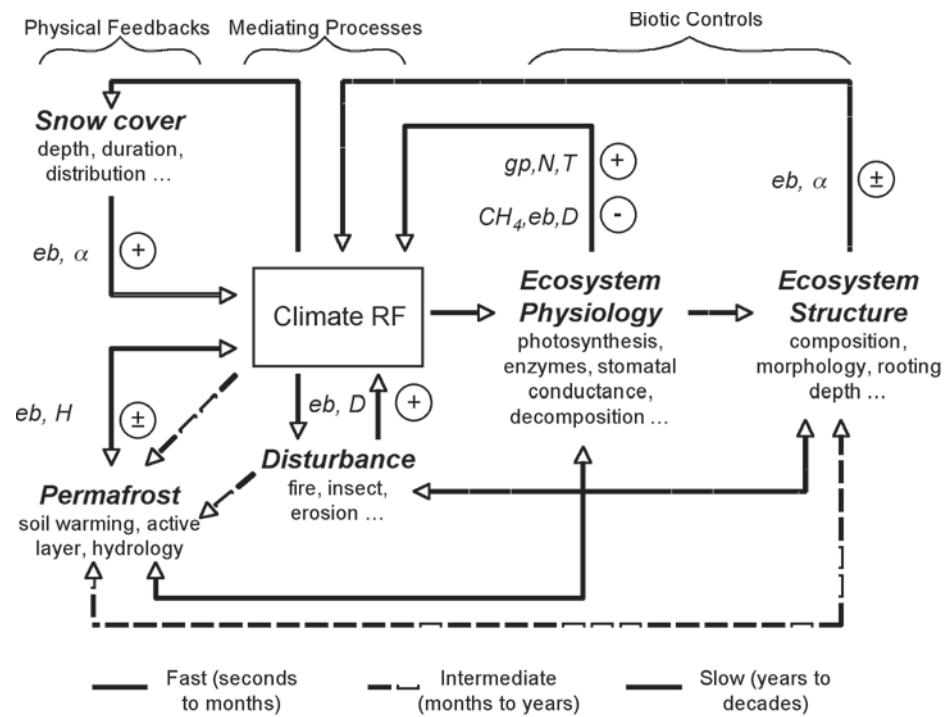 Physical Feedbacks
Mediating Processes
Biotic Controls
Snow cover
depth, duration,
distribution ...
eb, α
+
gp,N,T
+
CH₄,eb,D
-
eb, α
±
Climate RF
Ecosystem
Physiology
photosynthesis,
enzymes, stomatal
conductance,
decomposition ...
Ecosystem
Structure
composition,
morphology, rooting
depth ...
eb, H
±
eb, D
+
Disturbance
fire, insect,
erosion ...
Permafrost
soil warming, active
layer, hydrology
Fast (seconds
to months)
Intermediate
(months to years)
Slow (years to
decades)